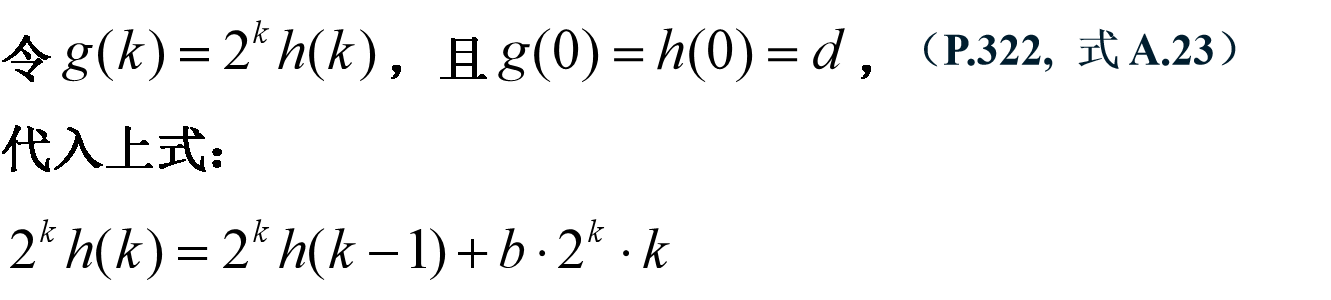 令 g(k) = 2^k h(k)，且 g(0) = h(0) = d，（P.322, 式 A.23）
代入上式：
2^k h(k) = 2^k h(k − 1) + b · 2^k · k